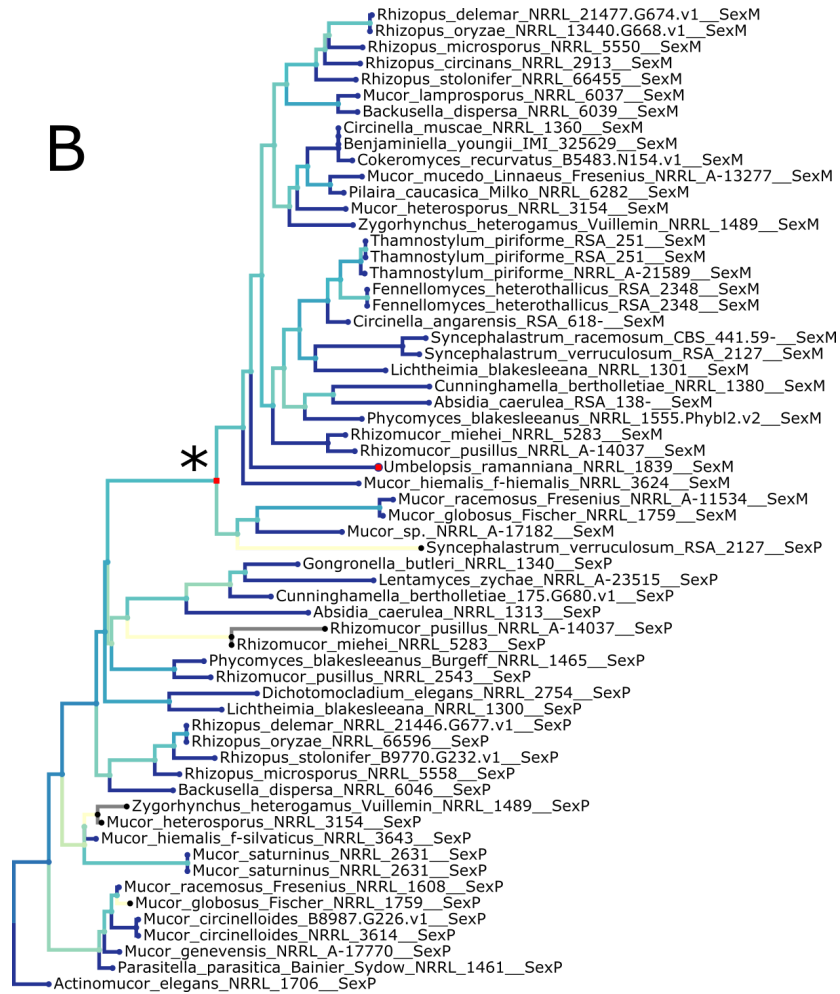 Rhizopus_delemar_NRRL_21477.G674.v1__SexM
Rhizopus_oryzae_NRRL_13440.G668.v1__SexM
Rhizopus_microsporus_NRRL_5550__SexM
Rhizopus_circinans_NRRL_2913__SexM
Rhizopus_stolonifer_NRRL_66455__SexM
Mucor_lamprosporus_NRRL_6037__SexM
Backusella_dispersa_NRRL_6039__SexM
Circinella_muscae_NRRL_1360__SexM
B
Benjaminiella_youngii_IMI_325629__SexM
Cokeromyces_recurvatus_B5483.N154.v1__SexM
Mucor_mucedo_Linnaeus_Fresenius_NRRL_A-13277__SexM
Pilaira_caucasica_Milko_NRRL_6282__SexM
Mucor_heterosporus_NRRL_3154__SexM
Zygorhynchus_heterogamus_Vuillemin_NRRL_1489__SexM
Thamnostylum_piriforme_RSA_251__SexM
Thamnostylum_piriforme_RSA_251__SexM
Thamnostylum_piriforme_NRRL_A-21589__SexM
Fennellomyces_heterothallicus_RSA_2348__SexM
Fennellomyces_heterothallicus_RSA_2348__SexM
Circinella_angarensis_RSA_618-__SexM
Syncephalastrum_racemosum_CBS_441.59-__SexM
Syncephalastrum_verruculosum_RSA_2127__SexM
Lichtheimia_blakesleeana_NRRL_1301__SexM
Cunninghamella_bertholletiae_NRRL_1380__SexM
Absidia_caerulea_RSA_138-__SexM
Phycomyces_blakesleeanus_NRRL_1555.Phybl2.v2__SexM
Rhizomucor_miehei_NRRL_5283__SexM
Rhizomucor_pusillus_NRRL_A-14037__SexM
*
Umbelopsis_ramanniana_NRRL_1839__SexM
Mucor_hiemalis_f-hiemalis_NRRL_3624__SexM
Mucor_racemosus_Fresenius_NRRL_A-11534__SexM
Mucor_globosus_Fischer_NRRL_1759__SexM
Mucor_sp._NRRL_A-17182__SexM
Syncephalastrum_verruculosum_RSA_2127__SexP
Gongronella_butleri_NRRL_1340__SexP
Lentamyces_zychae_NRRL_A-23515__SexP
Cunninghamella_bertholletiae_175.G680.v1__SexP
Absidia_caerulea_NRRL_1313__SexP
Rhizomucor_pusillus_NRRL_A-14037__SexP
Rhizomucor_miehei_NRRL_5283__SexP
Phycomyces_blakesleeanus_Burgeff_NRRL_1465__SexP
Rhizomucor_pusillus_NRRL_2543__SexP
Dichotomocladium_elegans_NRRL_2754__SexP
Lichtheimia_blakesleeana_NRRL_1300__SexP
Rhizopus_delemar_NRRL_21446.G677.v1__SexP
Rhizopus_oryzae_NRRL_66596__SexP
Rhizopus_stolonifer_B9770.G232.v1__SexP
Rhizopus_microsporus_NRRL_5558__SexP
Backusella_dispersa_NRRL_6046__SexP
Zygorhynchus_heterogamus_Vuillemin_NRRL_1489__SexP
Mucor_heterosporus_NRRL_3154__SexP
Mucor_hiemalis_f-silvaticus_NRRL_3643__SexP
Mucor_saturninus_NRRL_2631__SexP
Mucor_saturninus_NRRL_2631__SexP
Mucor_racemosus_Fresenius_NRRL_1608__SexP
Mucor_globosus_Fischer_NRRL_1759__SexP
Mucor_circinelloides_B8987.G226.v1__SexP
Mucor_circinelloides_NRRL_3614__SexP
Mucor_genevensis_NRRL_A-17770__SexP
Parasitella_parasitica_Bainier_Sydow_NRRL_1461__SexP
Actinomucor_elegans_NRRL_1706__SexP